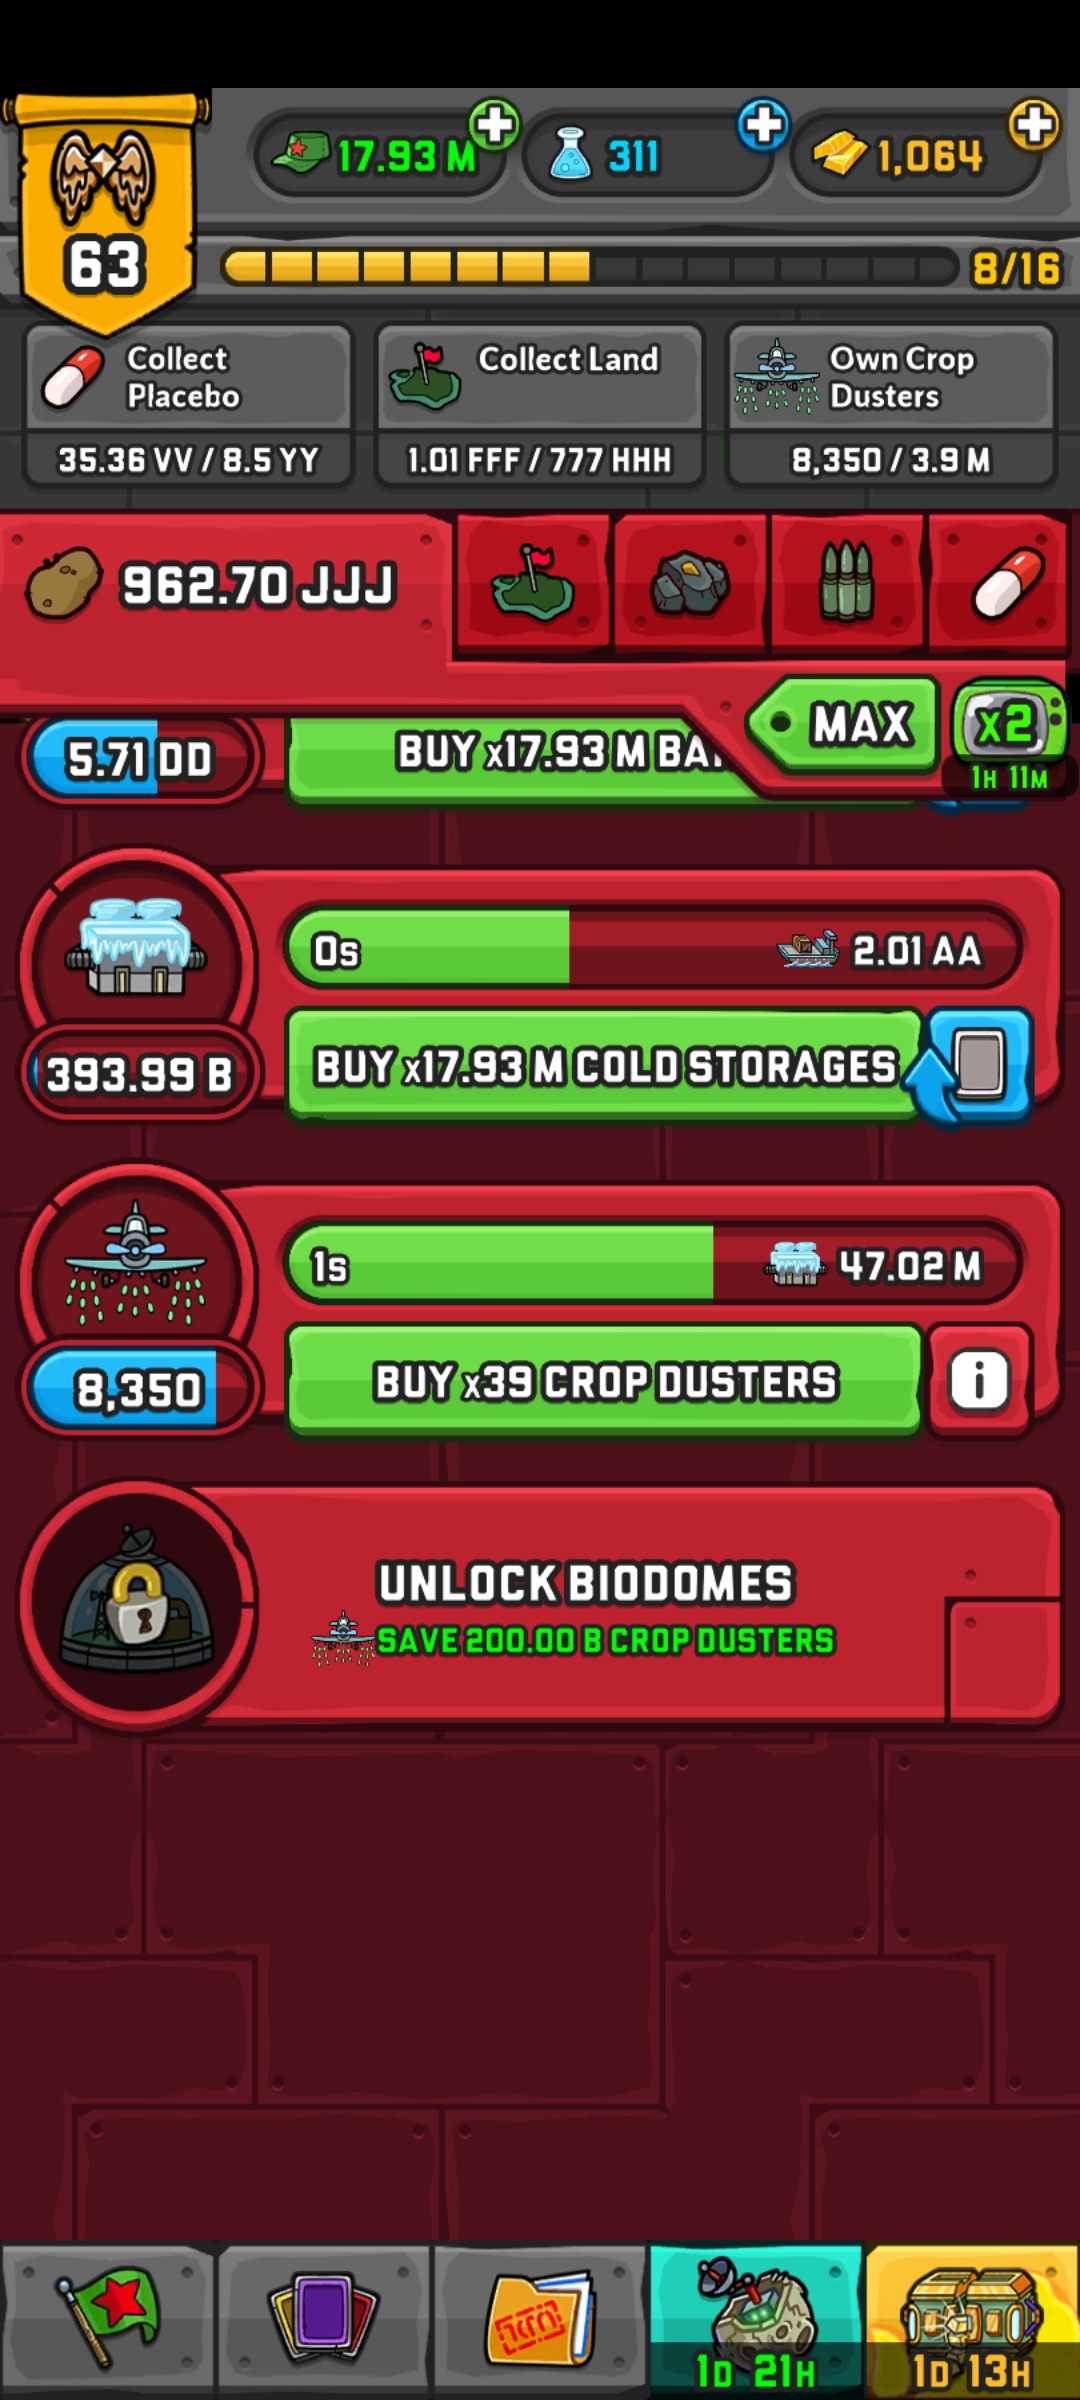 17.93 M
311
1,064
63
8/16
Collect
Placebo
35.36 VV / 8.5 YY
Collect Land
1.01 FFF / 777 HHH
Own Crop
Dusters
8,350 / 3.9 M
962.70 JJJ
MAX
x2
1H 11M
5.71 DD
BUY x17.93 M BA
0s
2.01 AA
393.99 B
BUY x17.93 M COLD STORAGES
1s
47.02 M
8,350
BUY x39 CROP DUSTERS
i
UNLOCK BIODOMES
SAVE 200.00 B CROP DUSTERS
1D 21H
1D 13H